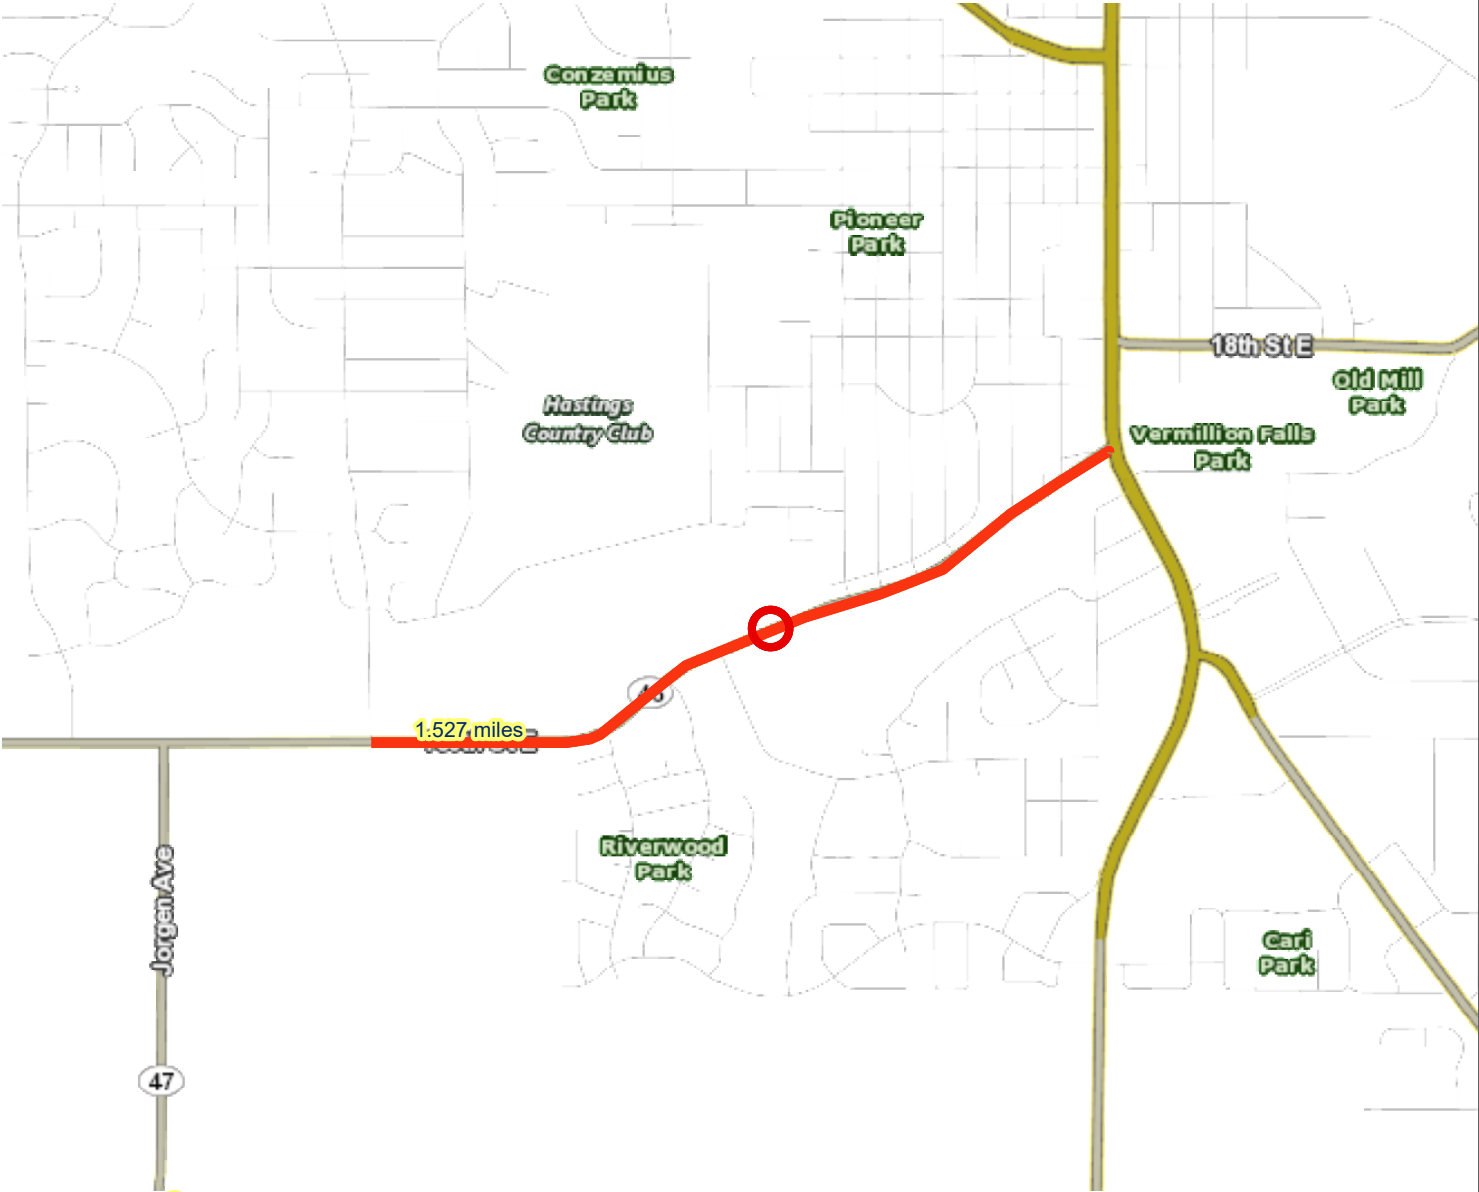 Conzemius
Park
Pioneer
Park
18th St E
Old Mill
Park
Hastings
Country Club
Vermillion Falls
Park
46
1.527 miles
Riverwood
Park
Jorgen Ave
Cari
Park
47